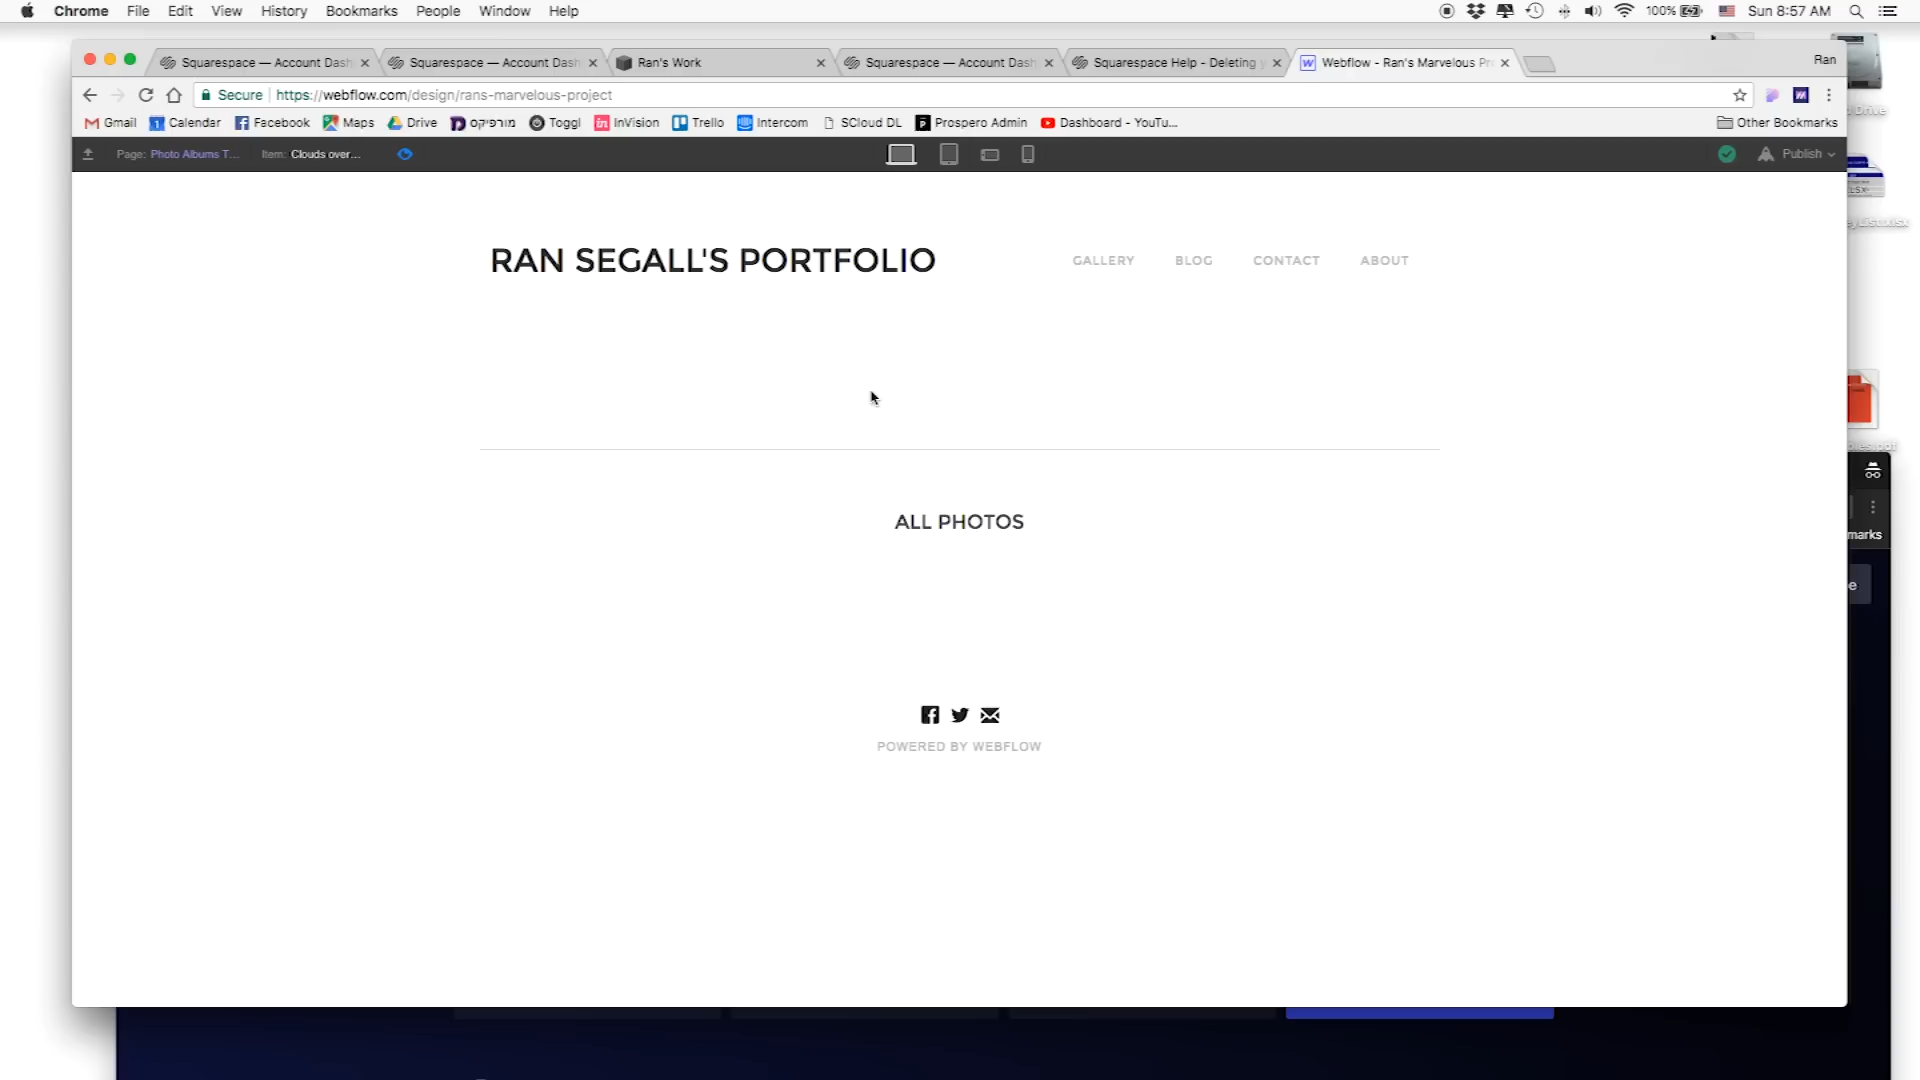 Chrome File Edit View History Bookmarks People Window Help 100% Sun 8:57 AM
Squarespace — Account Dash Squarespace — Account Dash Ran's Work Squarespace — Account Dash Squarespace Help - Deleting y Webflow - Ran's Marvelous Pr Ran
Secure https://webflow.com/design/rans-marvelous-project
Gmail Calendar Facebook Maps Drive מורפיקס Toggl InVision Trello Intercom SCloud DL Prospero Admin Dashboard - YouTu... Other Bookmarks
Page: Photo Albums T... Item: Clouds over... Publish
RAN SEGALL'S PORTFOLIO GALLERY BLOG CONTACT ABOUT
ALL PHOTOS
marks
e
POWERED BY WEBFLOW